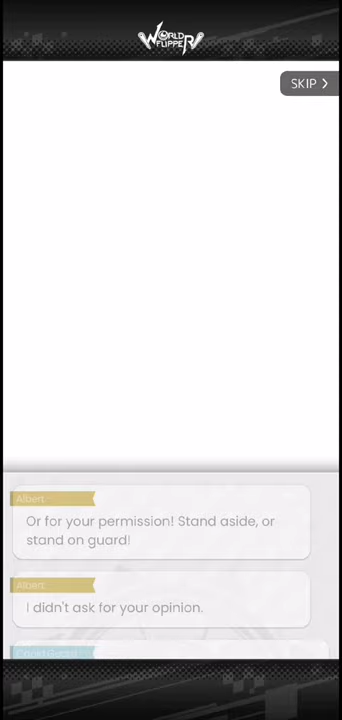 WORLD
FLIPPER
SKIP
Albert
Or for your permission! Stand aside, or
stand on guard!
Albert
I didn't ask for your opinion.